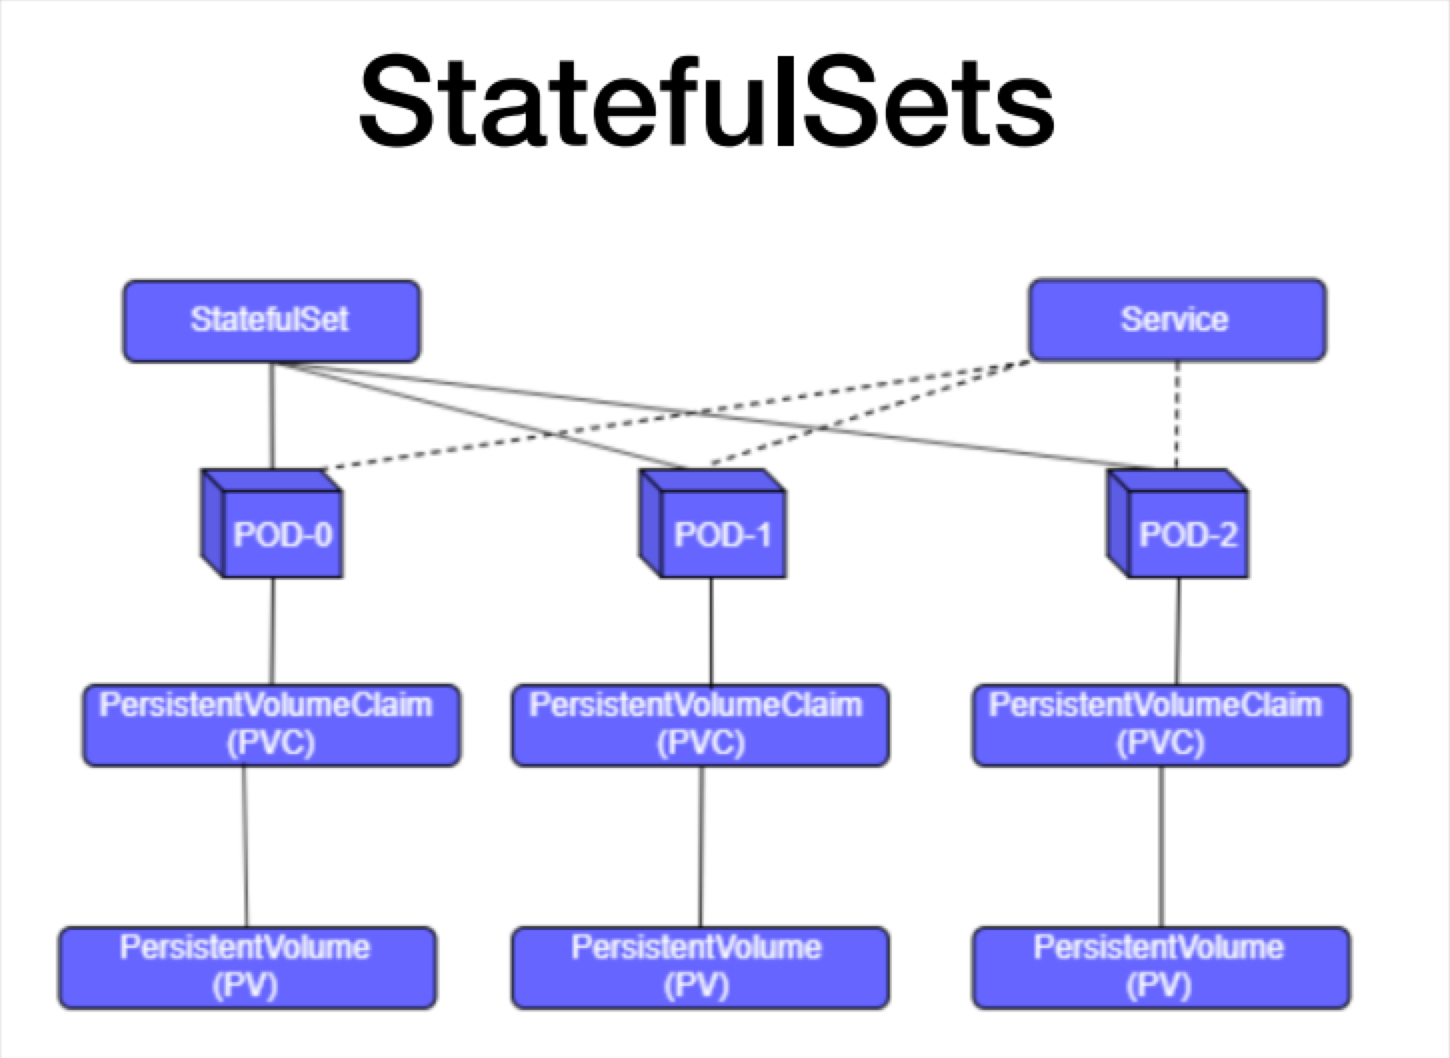 StatefulSets
StatefulSet
Service
POD-0
POD-1
POD-2
PersistentVolumeClaim
(PVC)
PersistentVolumeClaim
(PVC)
PersistentVolumeClaim
(PVC)
PersistentVolume
(PV)
PersistentVolume
(PV)
PersistentVolume
(PV)